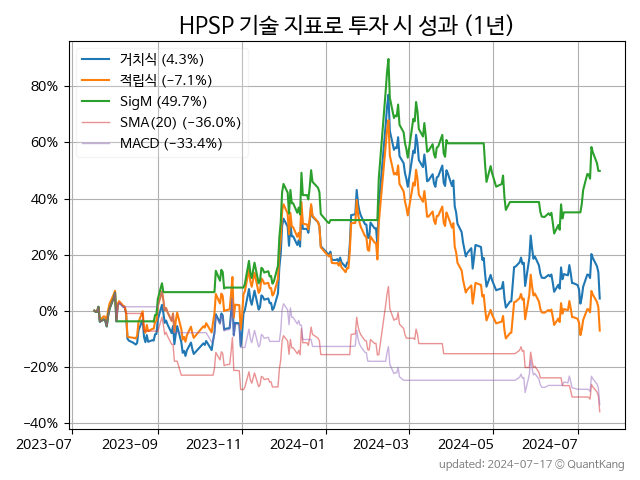 HPSP 기술 지표로 투자 시 성과 (1년)
거치식 (4.3%)
적립식 (−7.1%)
SigM (49.7%)
SMA(20) (−36.0%)
MACD (−33.4%)
80%
60%
40%
20%
0%
−20%
−40%
2023-07 2023-09 2023-11 2024-01 2024-03 2024-05 2024-07
updated: 2024-07-17 © QuantKang